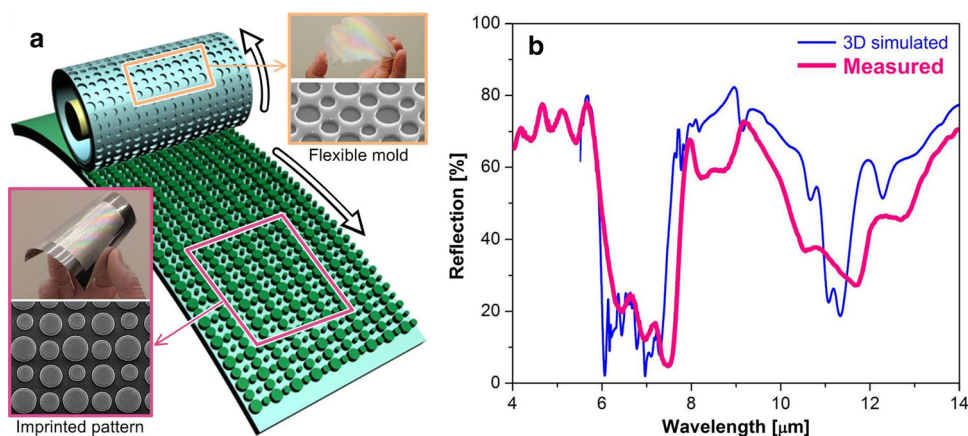 a
Flexible mold
Imprinted pattern
b
3D simulated
Measured
100
80
60
40
20
0
Reflection [%]
4 6 8 10 12 14
Wavelength [μm]